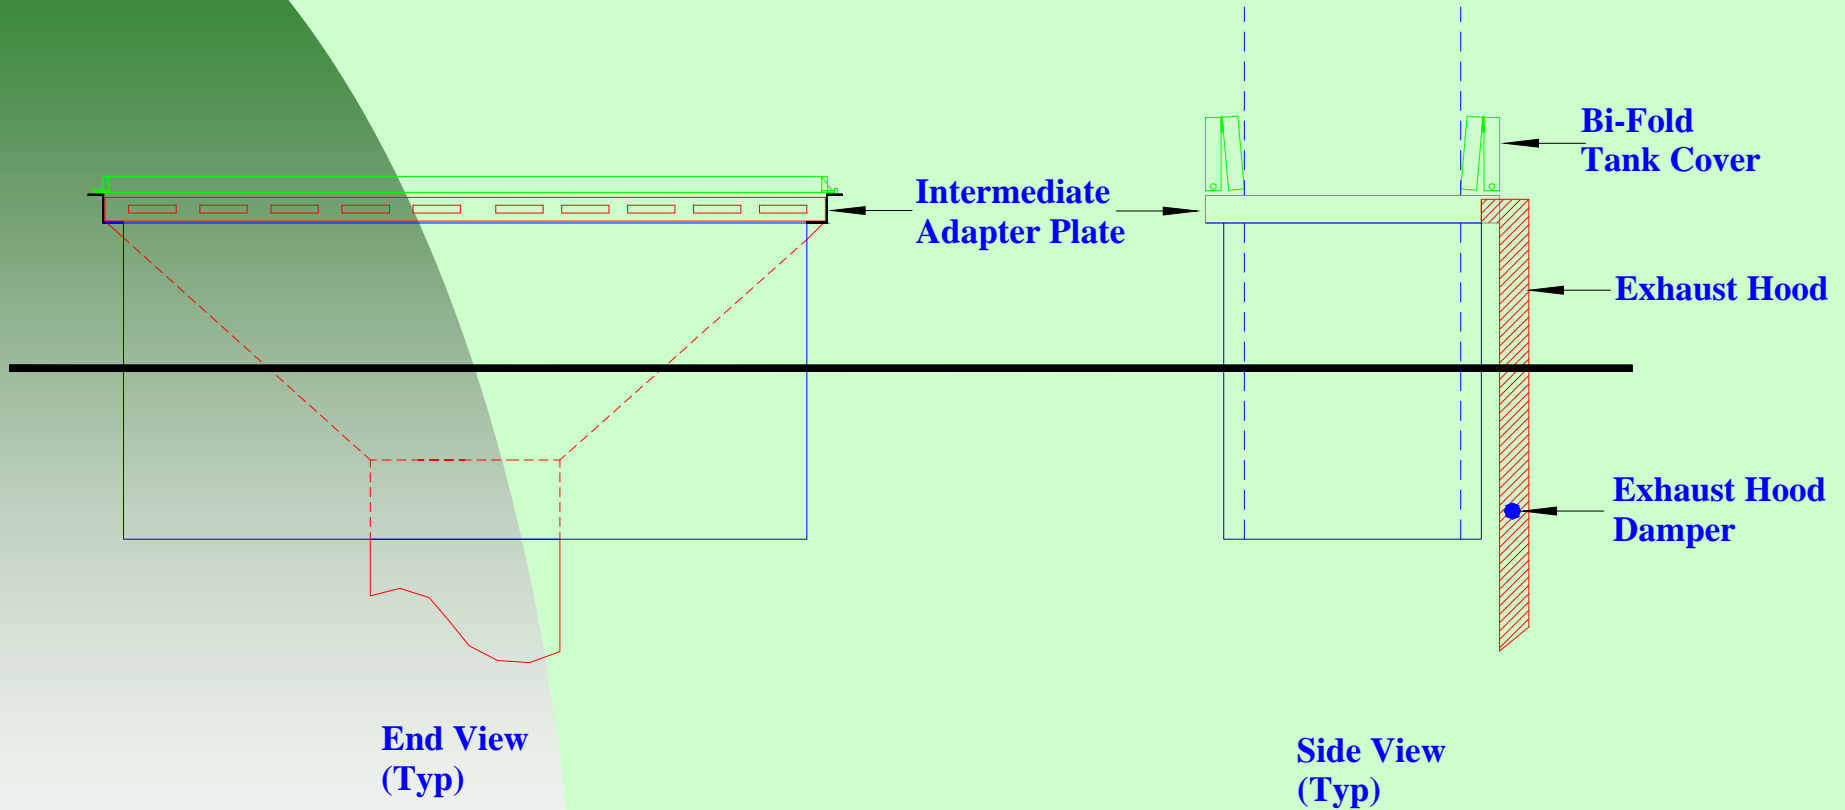 Bi-Fold
Tank Cover
Intermediate
Adapter Plate
Exhaust Hood
Exhaust Hood
Damper
End View
(Typ)
Side View
(Typ)